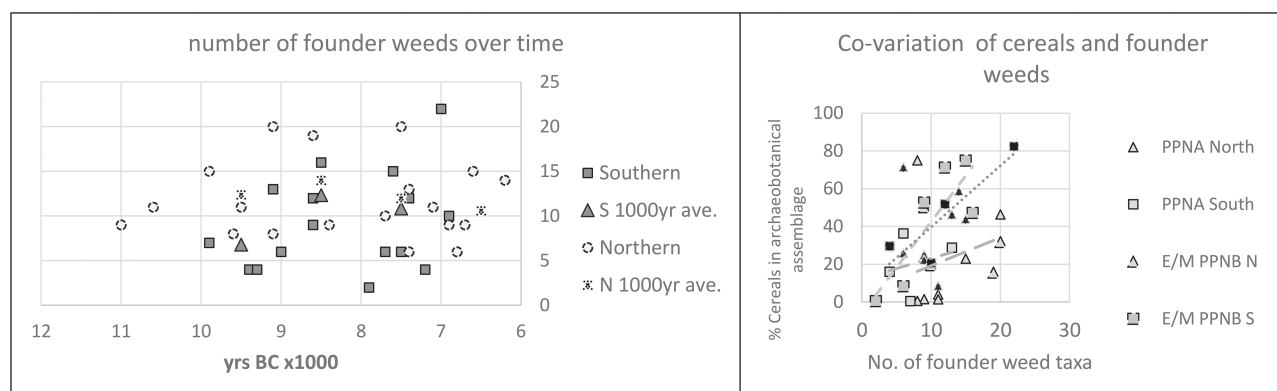 number of founder weeds over time
25
20
15
10
5
0
12 11 10 9 8 7 6
yrs BC x1000
Southern
S 1000yr ave.
Northern
N 1000yr ave.
Co-variation of cereals and founder
weeds
% Cereals in archaeobotanical
assemblage
100
80
60
40
20
0
0 10 20 30
No. of founder weed taxa
PPNA North
PPNA South
E/M PPNB N
E/M PPNB S